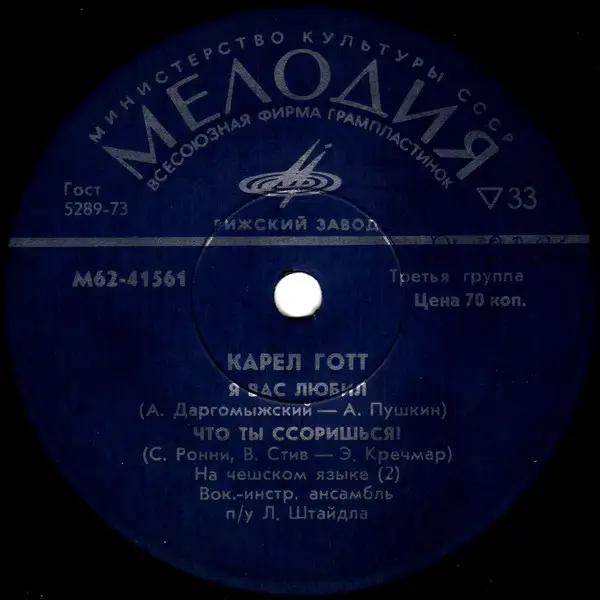 МИНИСТЕРСТВО КУЛЬТУРЫ СССР
МЕЛОДИЯ
ВСЕСОЮЗНАЯ ФИРМА ГРАМПЛАСТИНОК
Гост
5289-73
▽33
РИЖСКИЙ ЗАВОД
М62-41561
Третья группа
Цена 70 коп.
КАРЕЛ ГОТТ
Я ВАС ЛЮБИЛ
(А. Даргомыжский — А. Пушкин)
ЧТО ТЫ ССОРИШЬСЯ!
(С. Ронни, В. Стив — Э. Кречмар)
На чешском языке (2)
Вок.-инстр. ансамбль
п/у Л. Штайдла